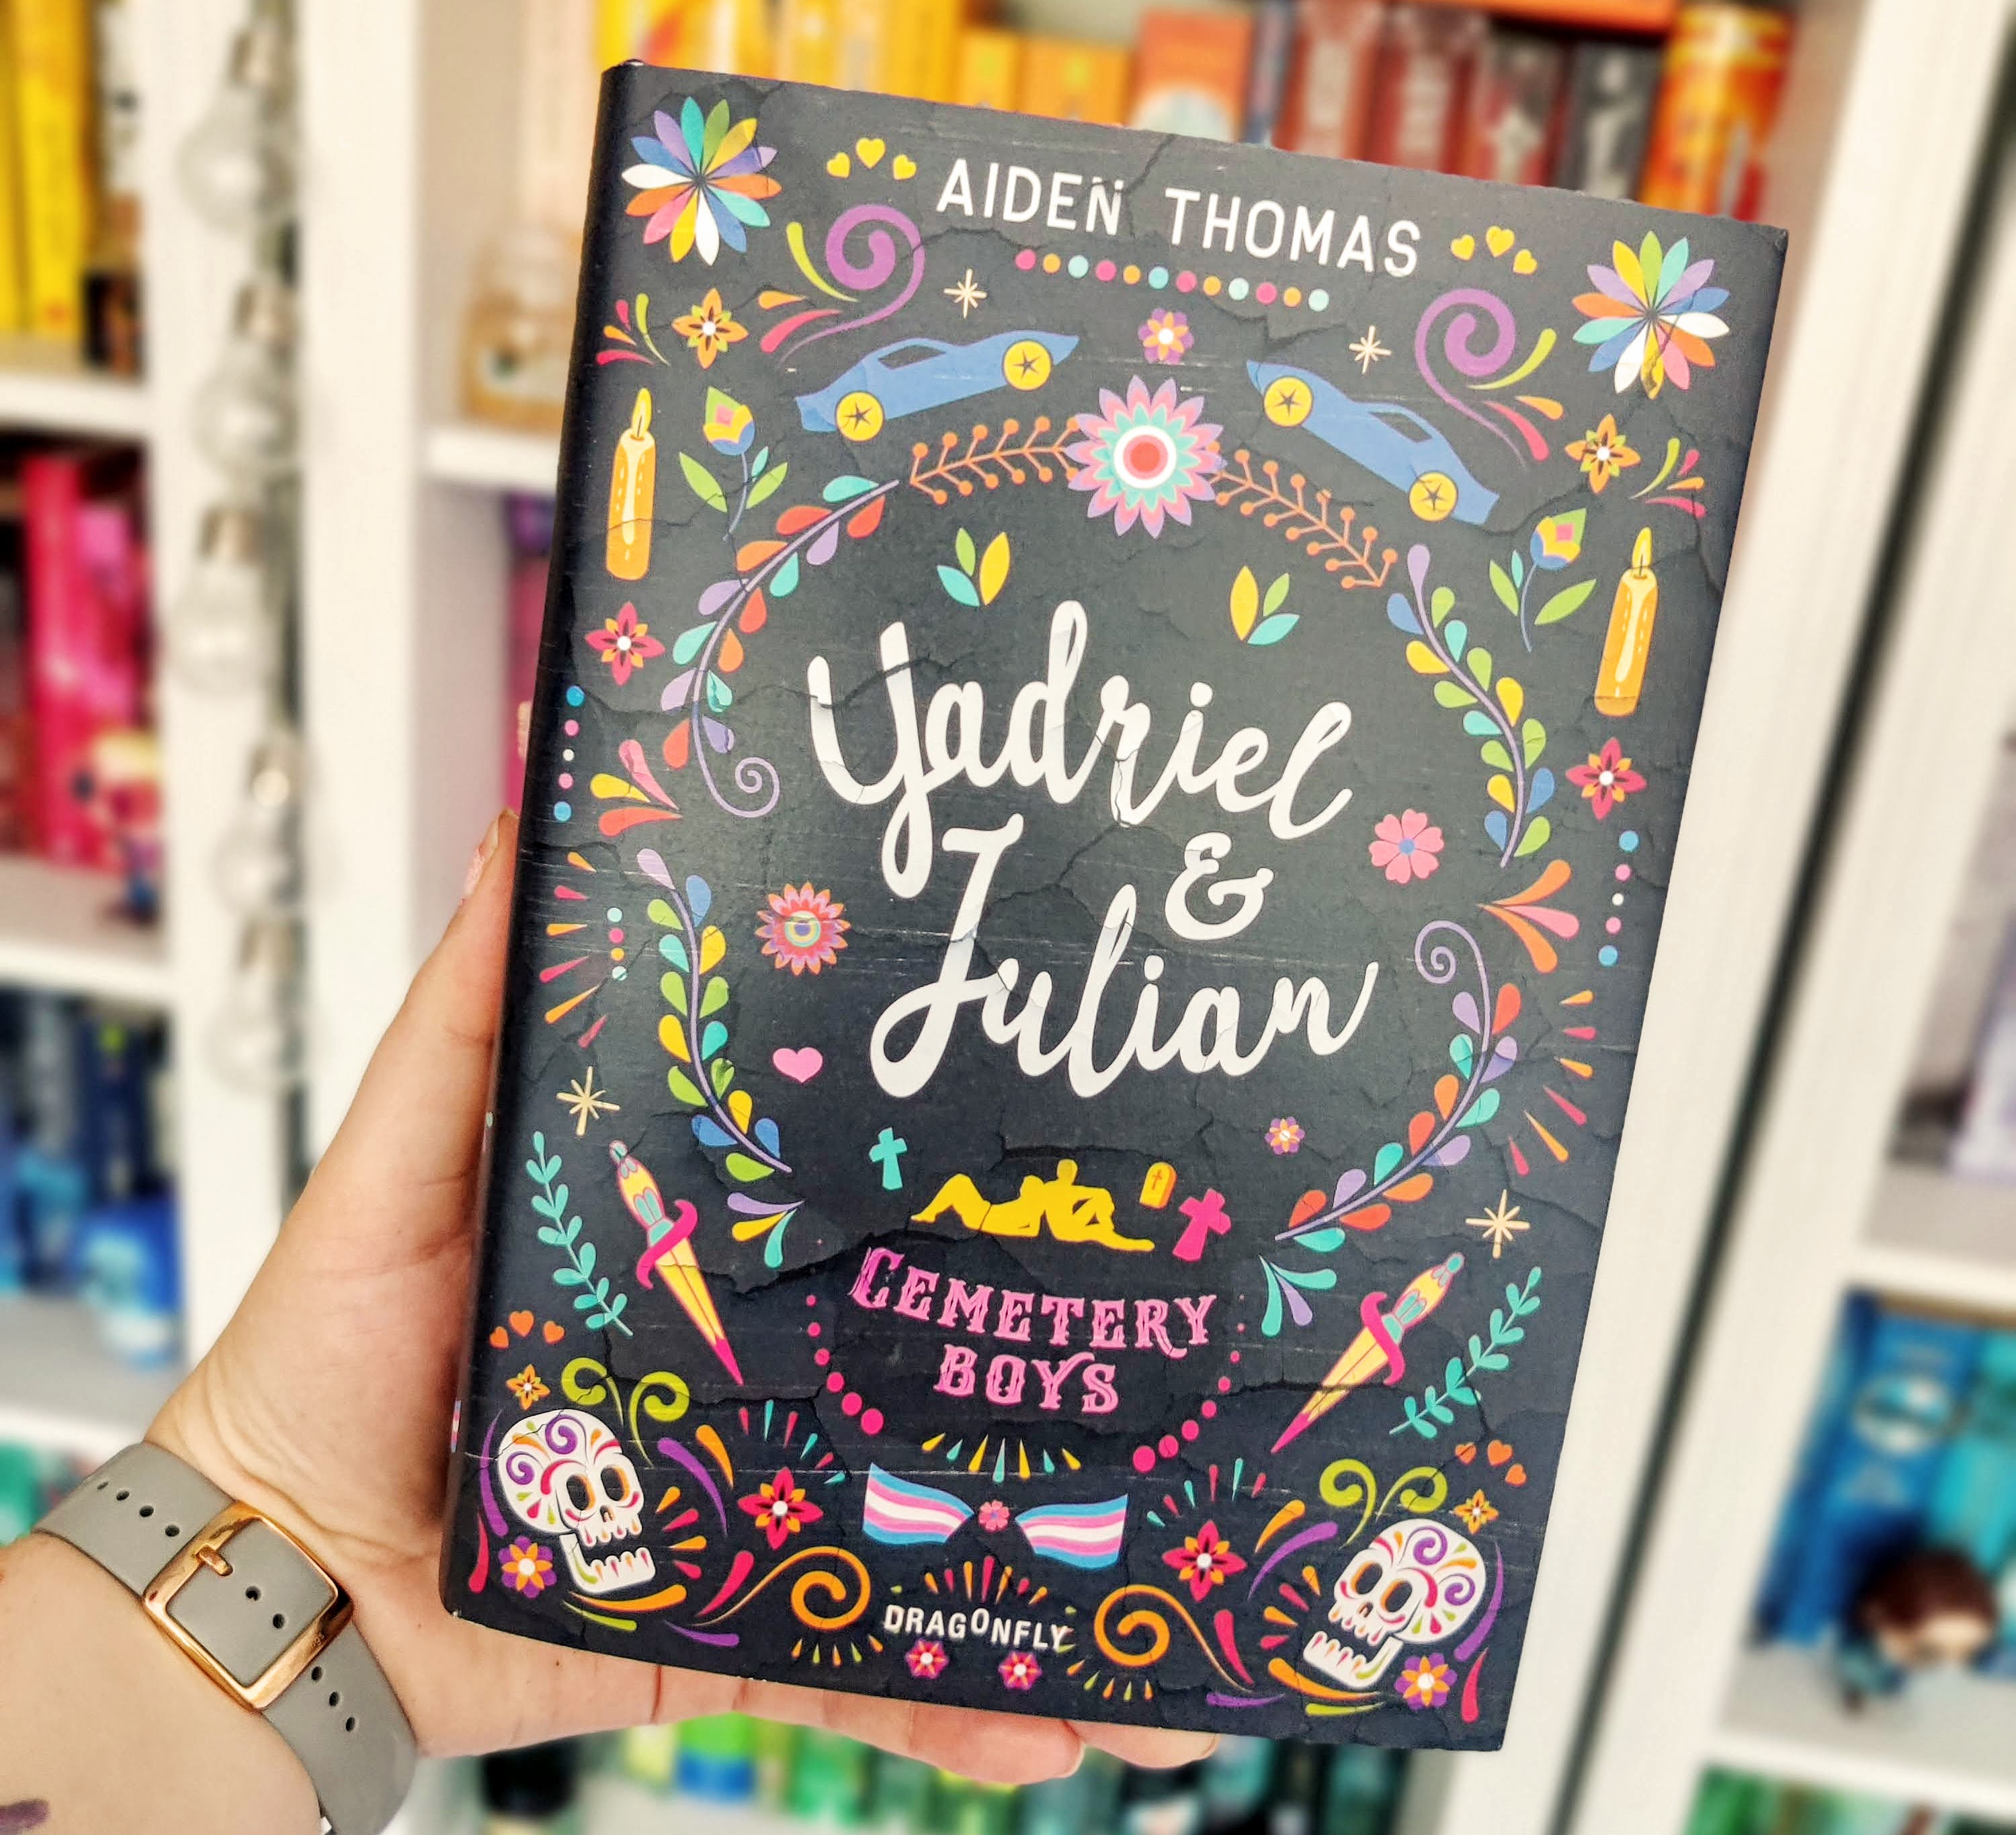 AIDEN THOMAS
Yadriel
&
Julian
CEMETERY
BOYS
DRAGONFLY